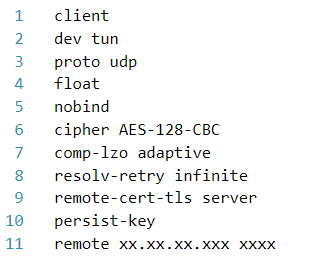 1 client
2 dev tun
3 proto udp
4 float
5 nobind
6 cipher AES-128-CBC
7 comp-lzo adaptive
8 resolv-retry infinite
9 remote-cert-tls server
10 persist-key
11 remote xx.xx.xx.xxx xxxx